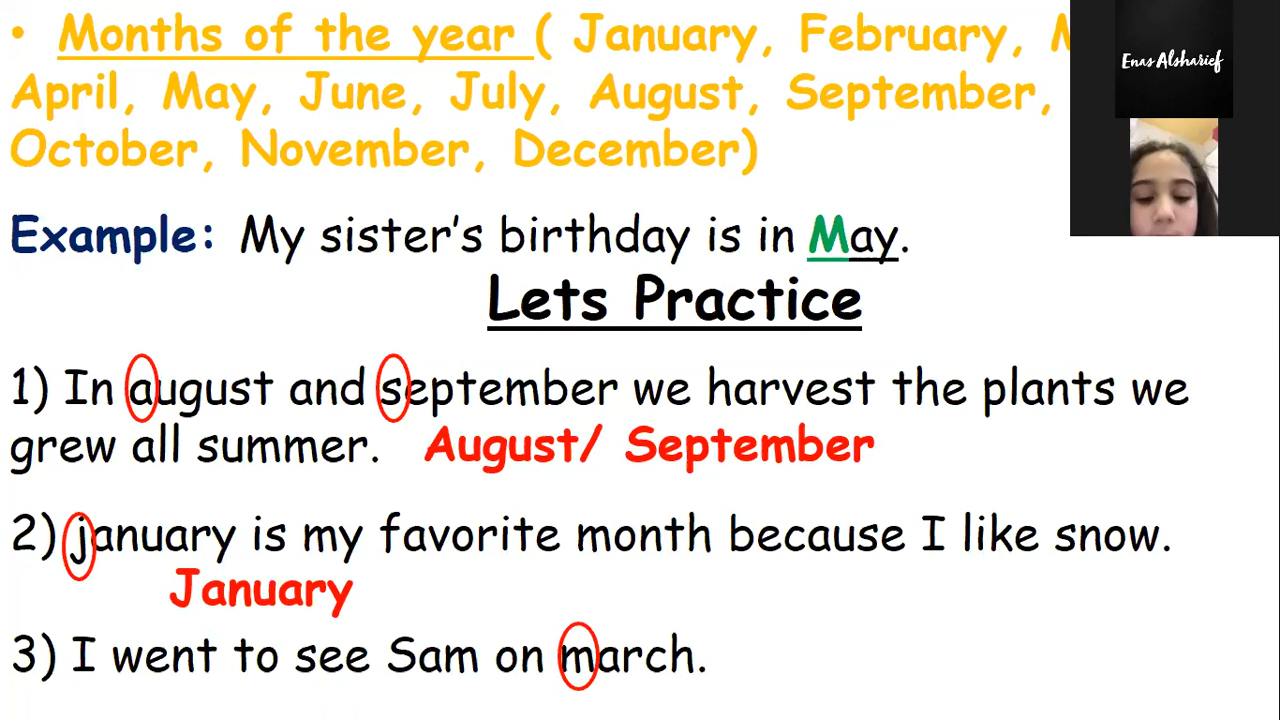 • Months of the year ( January, February,
April, May, June, July, August, September,
October, November, December)
Enas Alsharief
Example: My sister's birthday is in May.
Lets Practice
1) In august and september we harvest the plants we
grew all summer. August/ September
2) january is my favorite month because I like snow.
January
3) I went to see Sam on march.